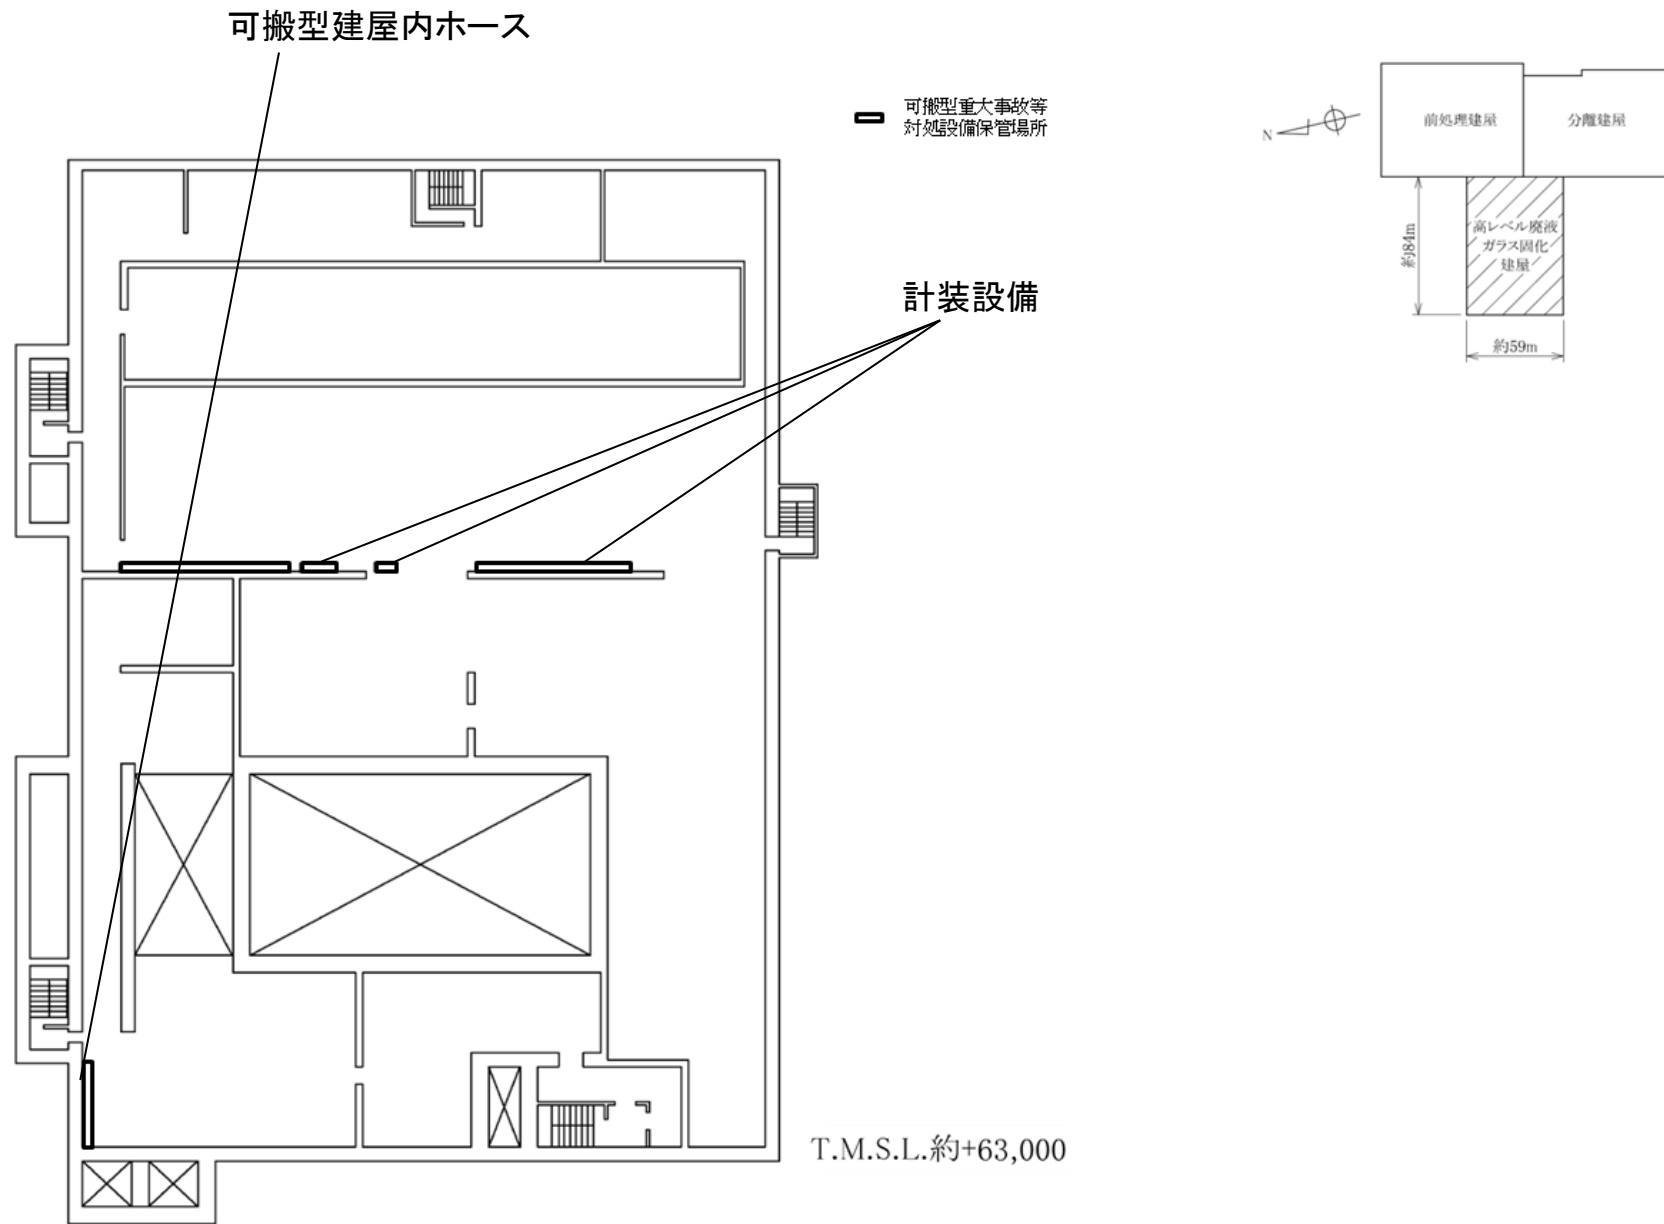 可搬型建屋内ホース
可搬型重大事故等
対処設備保管場所
N
前処理建屋
分離建屋
高レベル廃液
ガラス固化
建屋
約84m
約59m
計装設備
T.M.S.L.約+63,000